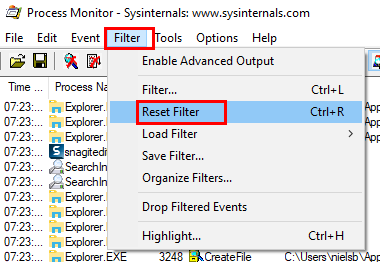 Process Monitor - Sysinternals: www.sysinternals.com
File Edit Event Filter Tools Options Help
Enable Advanced Output
Filter... Ctrl+L
Reset Filter Ctrl+R
Load Filter
Save Filter...
Organize Filters...
Drop Filtered Events
Highlight... Ctrl+H
Time ... Process Na
07:23: Explorer.E
07:23: Explorer.E
07:23: Explorer.E
07:23: snagitedi
07:23: SearchIn
07:23: SearchIn
07:23: Explorer.E
07:23: Explorer.E
07:23: Explorer.E
07:23: Explorer.EXE 3248 CreateFile C:\Users\nielsb\App